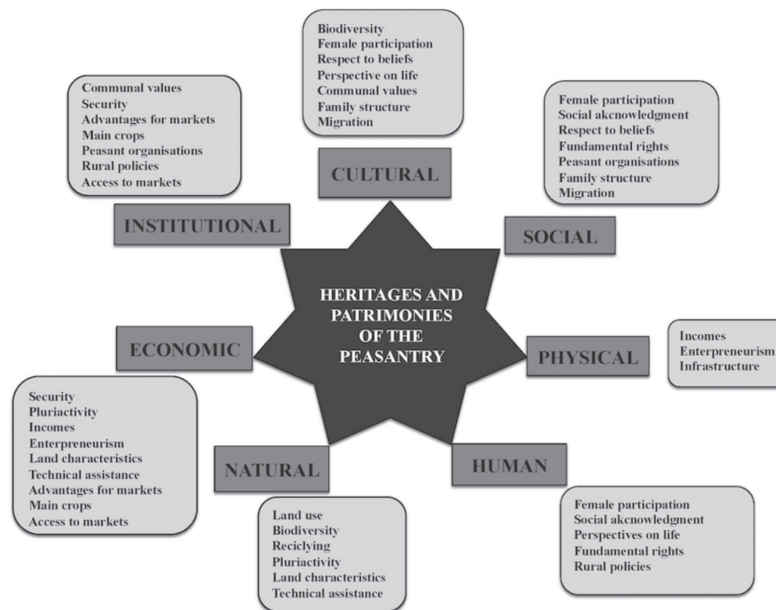 Biodiversity
Female participation
Respect to beliefs
Perspective on life
Communal values
Family structure
Migration
CULTURAL
Communal values
Security
Advantages for markets
Main crops
Peasant organisations
Rural policies
Access to markets
INSTITUTIONAL
Female participation
Social akcnowledgment
Respect to beliefs
Fundamental rights
Peasant organisations
Family structure
Migration
SOCIAL
HERITAGES AND
PATRIMONIES
OF THE
PEASANTRY
ECONOMIC
Security
Pluriactivity
Incomes
Enterpreneurism
Land characteristics
Technical assistance
Advantages for markets
Main crops
Access to markets
PHYSICAL
Incomes
Enterpreneurism
Infrastructure
NATURAL
Land use
Biodiversity
Reciclying
Pluriactivity
Land characteristics
Technical assistance
HUMAN
Female participation
Social akcnowledgment
Perspectives on life
Fundamental rights
Rural policies